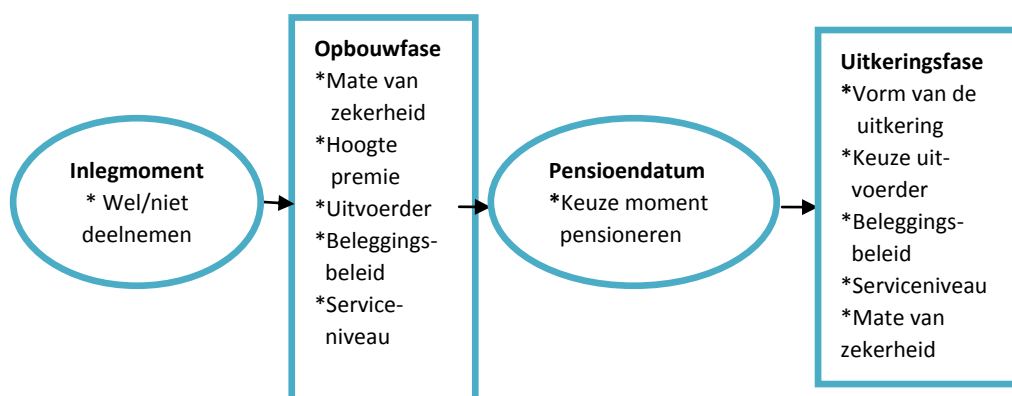 Inlegmoment
* Wel/niet
deelnemen
Opbouwfase
*Mate van
zekerheid
*Hoogte
premie
*Uitvoerder
*Beleggings-
beleid
*Service-
niveau
Pensioendatum
*Keuze moment
pensioneren
Uitkeringsfase
*Vorm van de
uitkering
*Keuze uit-
voerder
*Beleggings-
beleid
*Serviceniveau
*Mate van
zekerheid